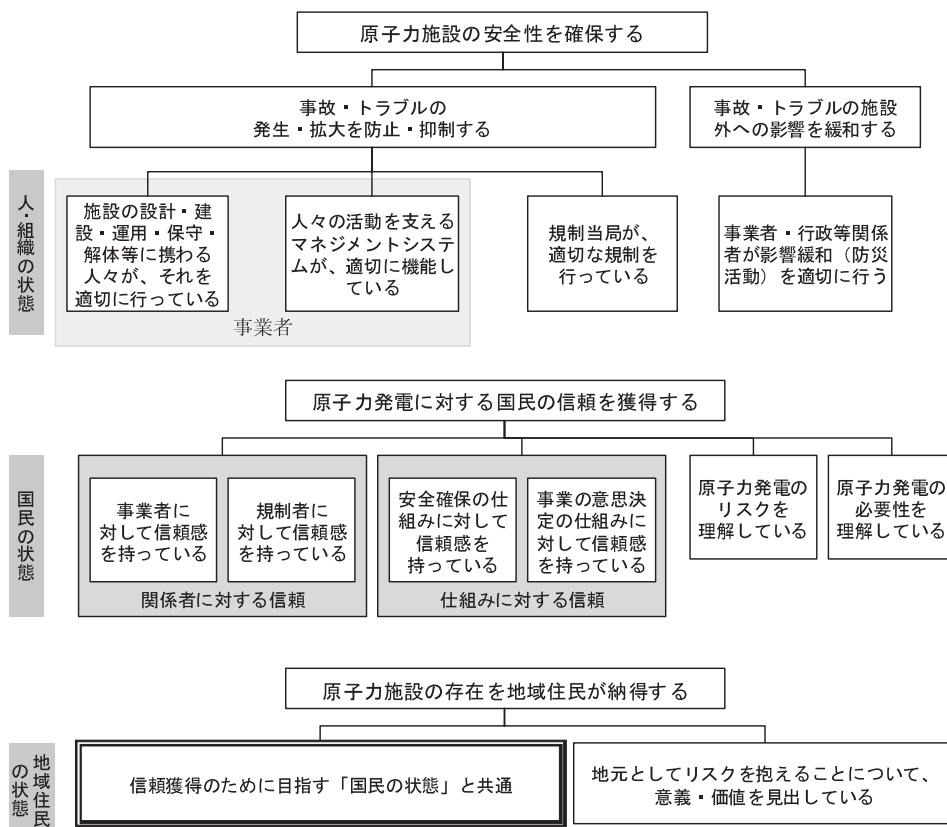 原子力施設の安全性を確保する
事故・トラブルの
発生・拡大を防止・抑制する
事故・トラブルの施設
外への影響を緩和する
人・組織の状態
施設の設計・建
設・運用・保守・
解体等に携わる
人々が、それを
適切に行っている
人々の活動を支える
マネジメントシステ
ムが、適切に機能し
ている
事業者
規制当局が、
適切な規制を
行っている
事業者・行政等関係
者が影響緩和（防災
活動）を適切に行う
原子力発電に対する国民の信頼を獲得する
国民の状態
事業者に
対して信頼感
を持っている
規制者に
対して信頼感
を持っている
関係者に対する信頼
安全確保の仕
組みに対して
信頼感を
持っている
事業の意思決
定の仕組みに
対して信頼感
を持っている
仕組みに対する信頼
原子力発電の
リスクを
理解している
原子力発電の
必要性を
理解している
原子力施設の存在を地域住民が納得する
地域住民
の状態
信頼獲得のために目指す「国民の状態」と共通
地元としてリスクを抱えることについて、
意義・価値を見出している